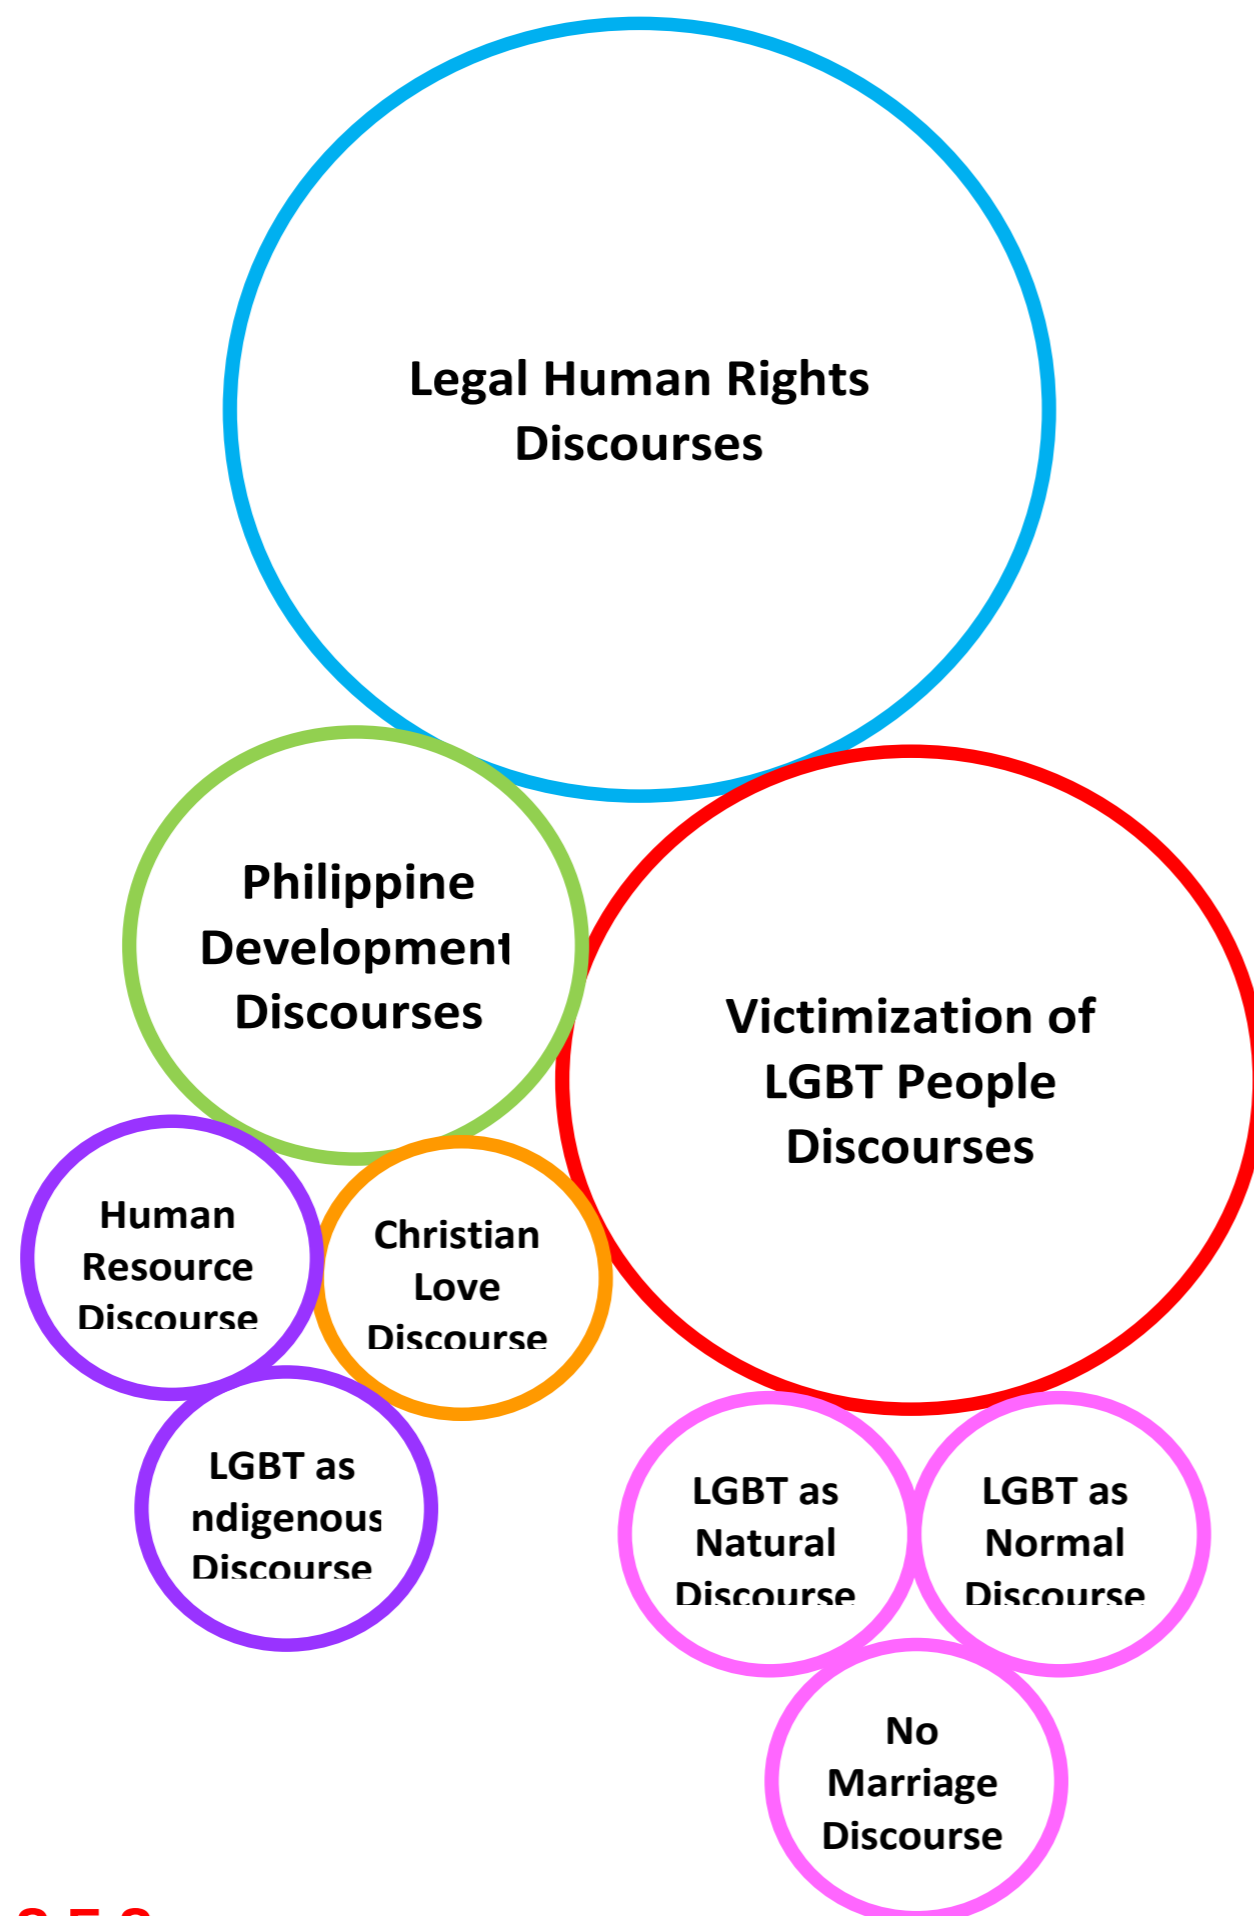 Legal Human Rights
Discourses
Philippine
Development
Discourses
Victimization of
LGBT People
Discourses
Human
Resource
Discourse
Christian
Love
Discourse
LGBT as
ndigenous
Discourse
LGBT as
Natural
Discourse
LGBT as
Normal
Discourse
No
Marriage
Discourse